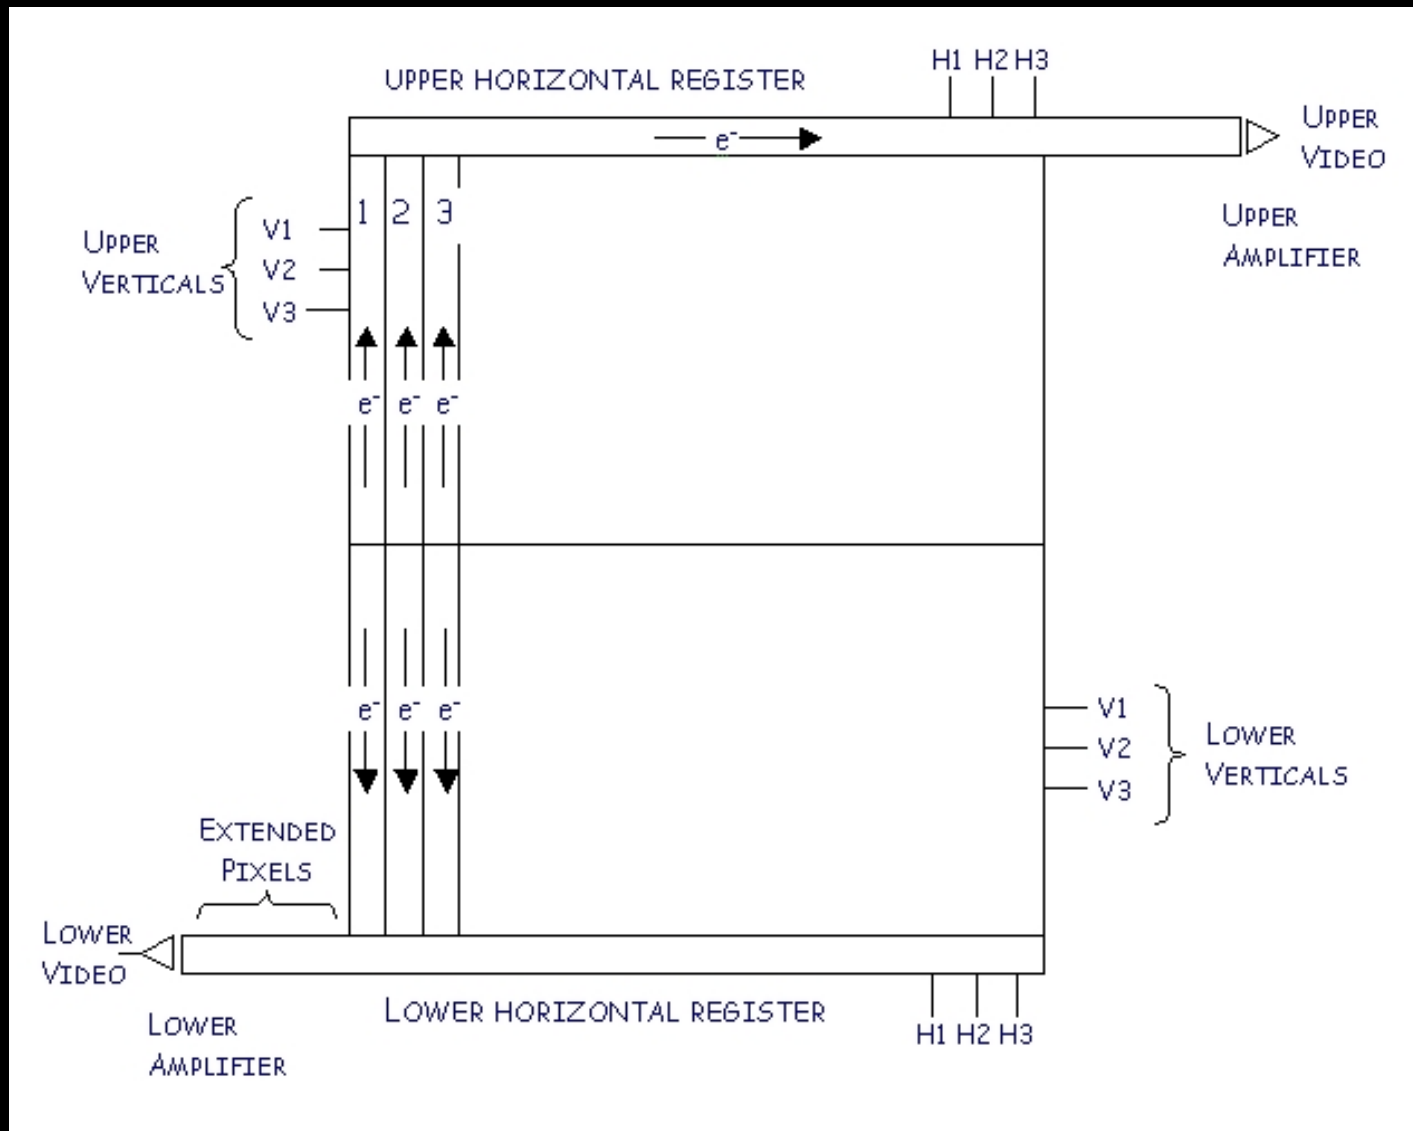 UPPER HORIZONTAL REGISTER
H1 H2 H3
e-
UPPER
VIDEO
UPPER
AMPLIFIER
1 2 3
UPPER
VERTICALS
V1
V2
V3
e- e- e-
e- e- e-
V1
V2
V3
LOWER
VERTICALS
EXTENDED
PIXELS
LOWER
VIDEO
LOWER
AMPLIFIER
LOWER HORIZONTAL REGISTER
H1 H2 H3